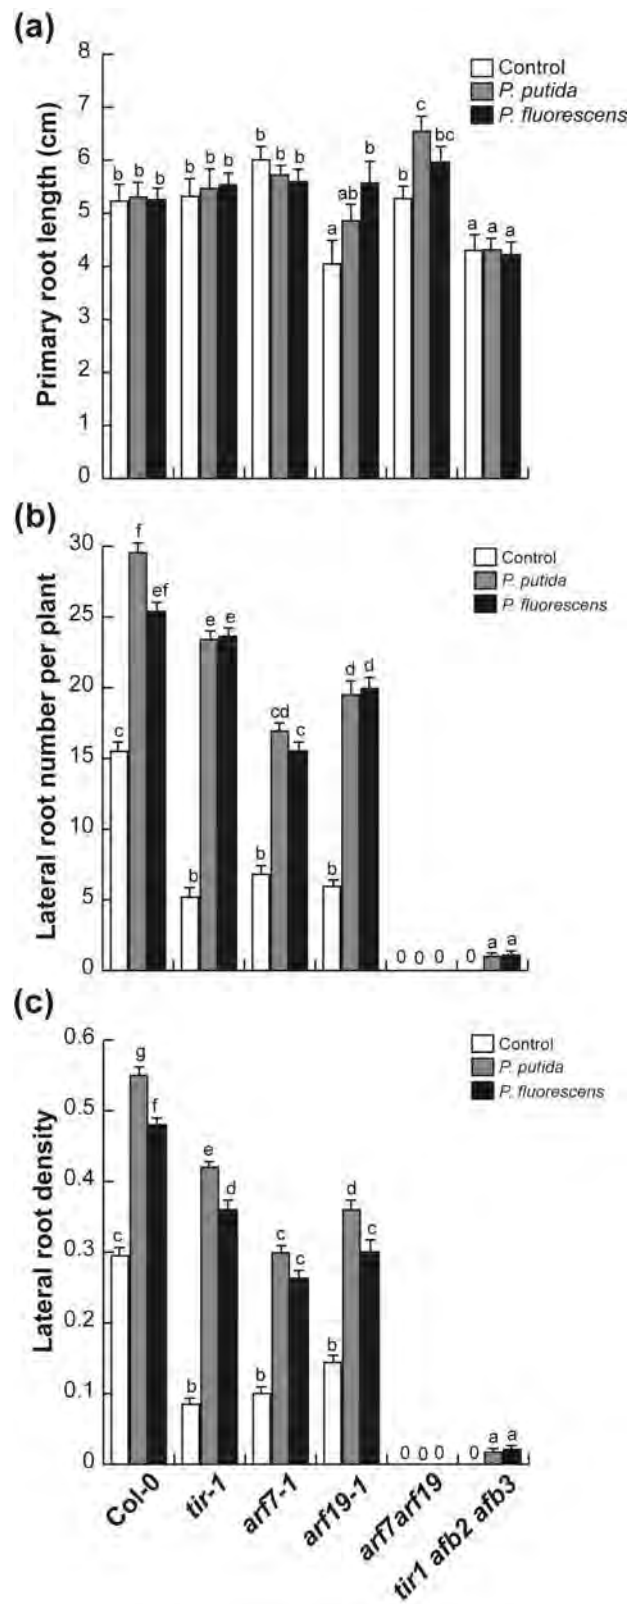 (a)
8
7
6
5
4
3
2
1
0
Primary root length (cm)
Control
P. putida
P. fluorescens
b b b
b b b
b b b
a ab b
b c bc
a a a
(b)
30
25
20
15
10
5
0
Lateral root number per plant
Control
P. putida
P. fluorescens
c f ef
b e e
b cd c
b d d
0 0 0
0 a a
(c)
0.6
0.5
0.4
0.3
0.2
0.1
0
Lateral root density
Control
P. putida
P. fluorescens
c g f
b e d
b c c
b d c
0 0 0
0 a a
Col-0
tir-1
arf7-1
arf19-1
arf7arf19
tir1 afb2 afb3